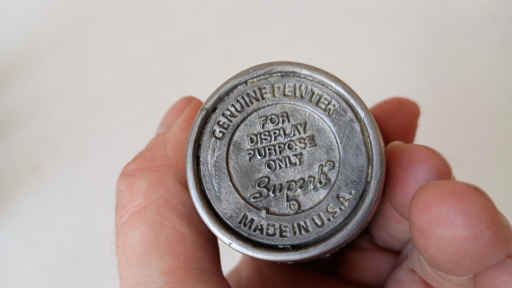 GENUINE PEWTER
FOR
DISPLAY
PURPOSE
ONLY
Superb
MADE IN U.S.A.